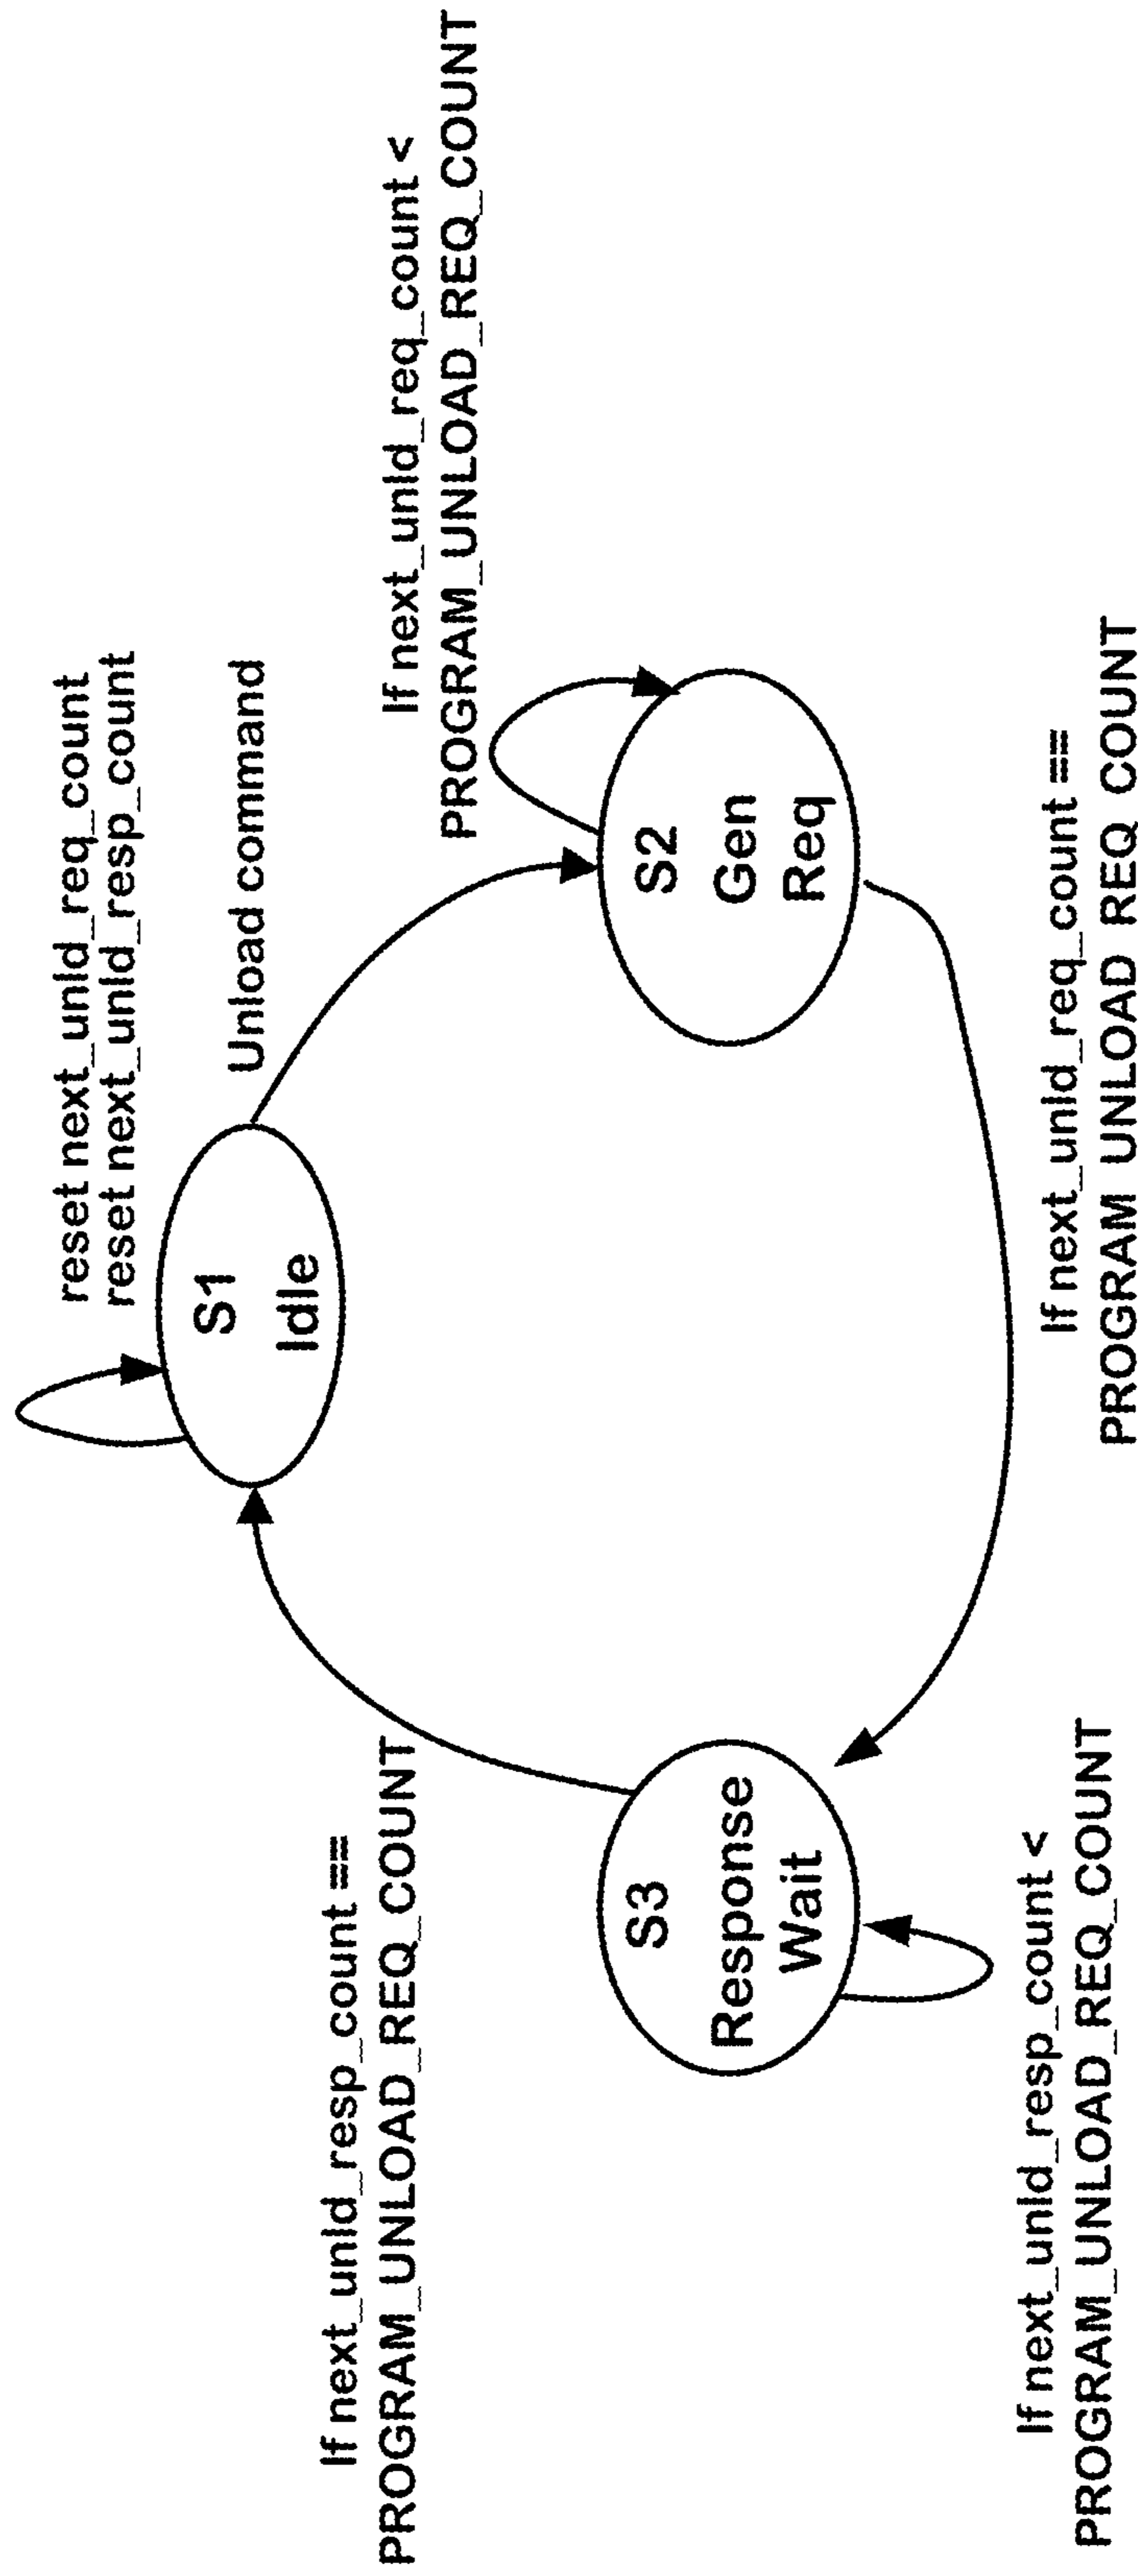 reset next_unld_req_count
reset next_unld_resp_count
S1
Idle
Unload command
If next_unld_req_count <
PROGRAM_UNLOAD_REQ_COUNT
S2
Gen
Req
If next_unld_req_count ==
PROGRAM_UNLOAD_REQ_COUNT
S3
Response
Wait
If next_unld_resp_count <
PROGRAM_UNLOAD_REQ_COUNT
If next_unld_resp_count ==
PROGRAM_UNLOAD_REQ_COUNT